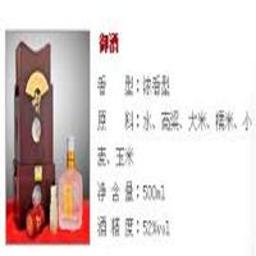 御酒
香 型：浓香型
原 料：水、高粱、大米、糯米、小
麦、玉米
净 含 量：500ml
酒 精 度：52%vol